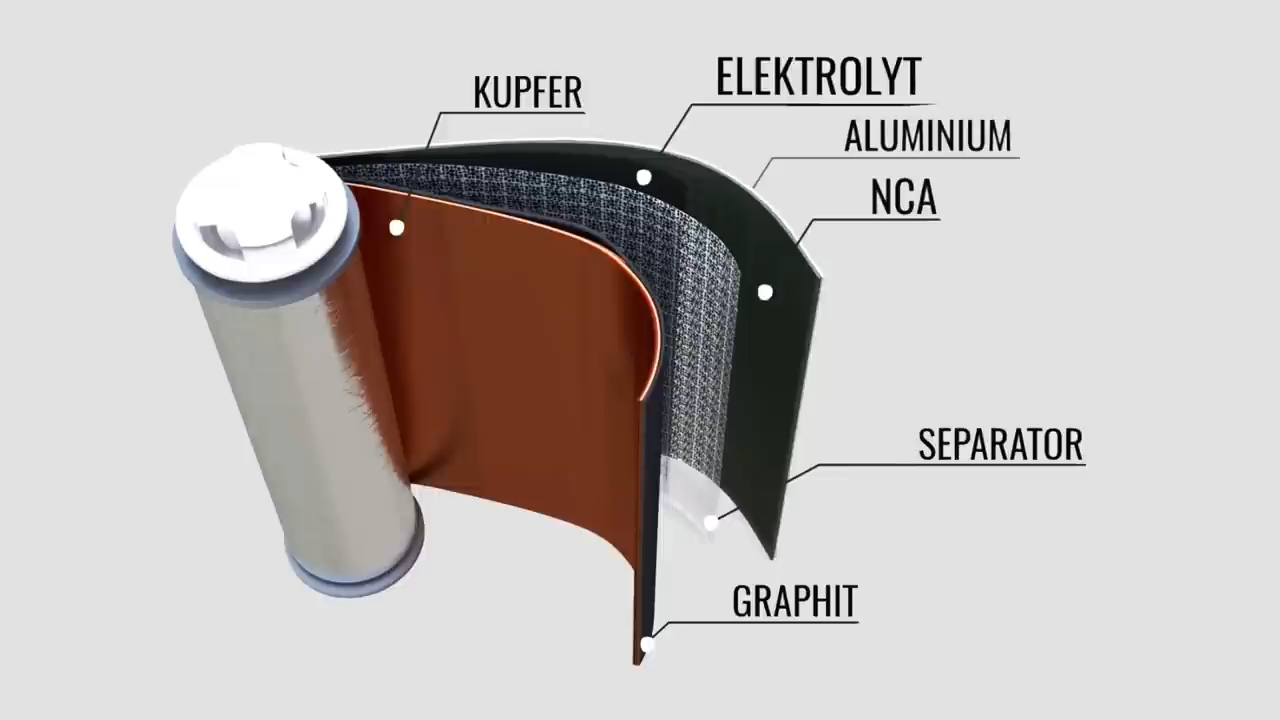 ELEKTROLYT
KUPFER
ALUMINIUM
NCA
SEPARATOR
GRAPHIT